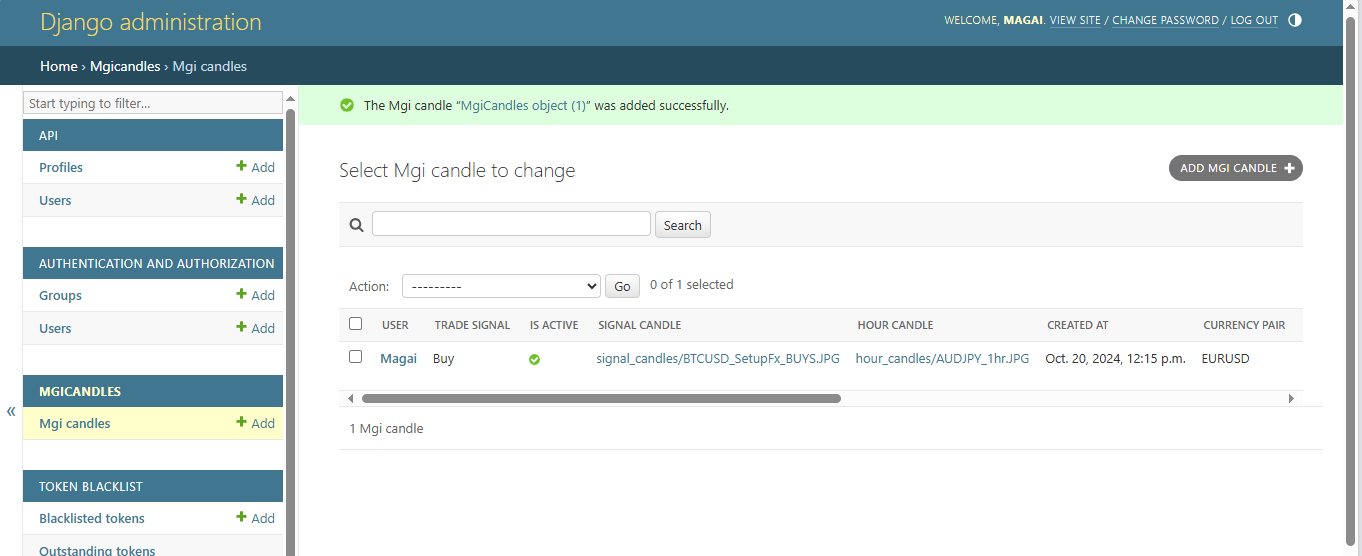 Django administration
WELCOME, MAGAI. VIEW SITE / CHANGE PASSWORD / LOG OUT
Home › Mgicandles › Mgi candles
Start typing to filter...
API
Profiles + Add
Users + Add
AUTHENTICATION AND AUTHORIZATION
Groups + Add
Users + Add
MGICANDLES
Mgi candles + Add
TOKEN BLACKLIST
Blacklisted tokens + Add
Outstanding tokens
«
The Mgi candle “MgiCandles object (1)” was added successfully.
Select Mgi candle to change
ADD MGI CANDLE +
Search
Action: --------- Go 0 of 1 selected
USER TRADE SIGNAL IS ACTIVE SIGNAL CANDLE HOUR CANDLE CREATED AT CURRENCY PAIR
Magai Buy signal_candles/BTCUSD_SetupFx_BUYS.JPG hour_candles/AUDJPY_1hr.JPG Oct. 20, 2024, 12:15 p.m. EURUSD
1 Mgi candle